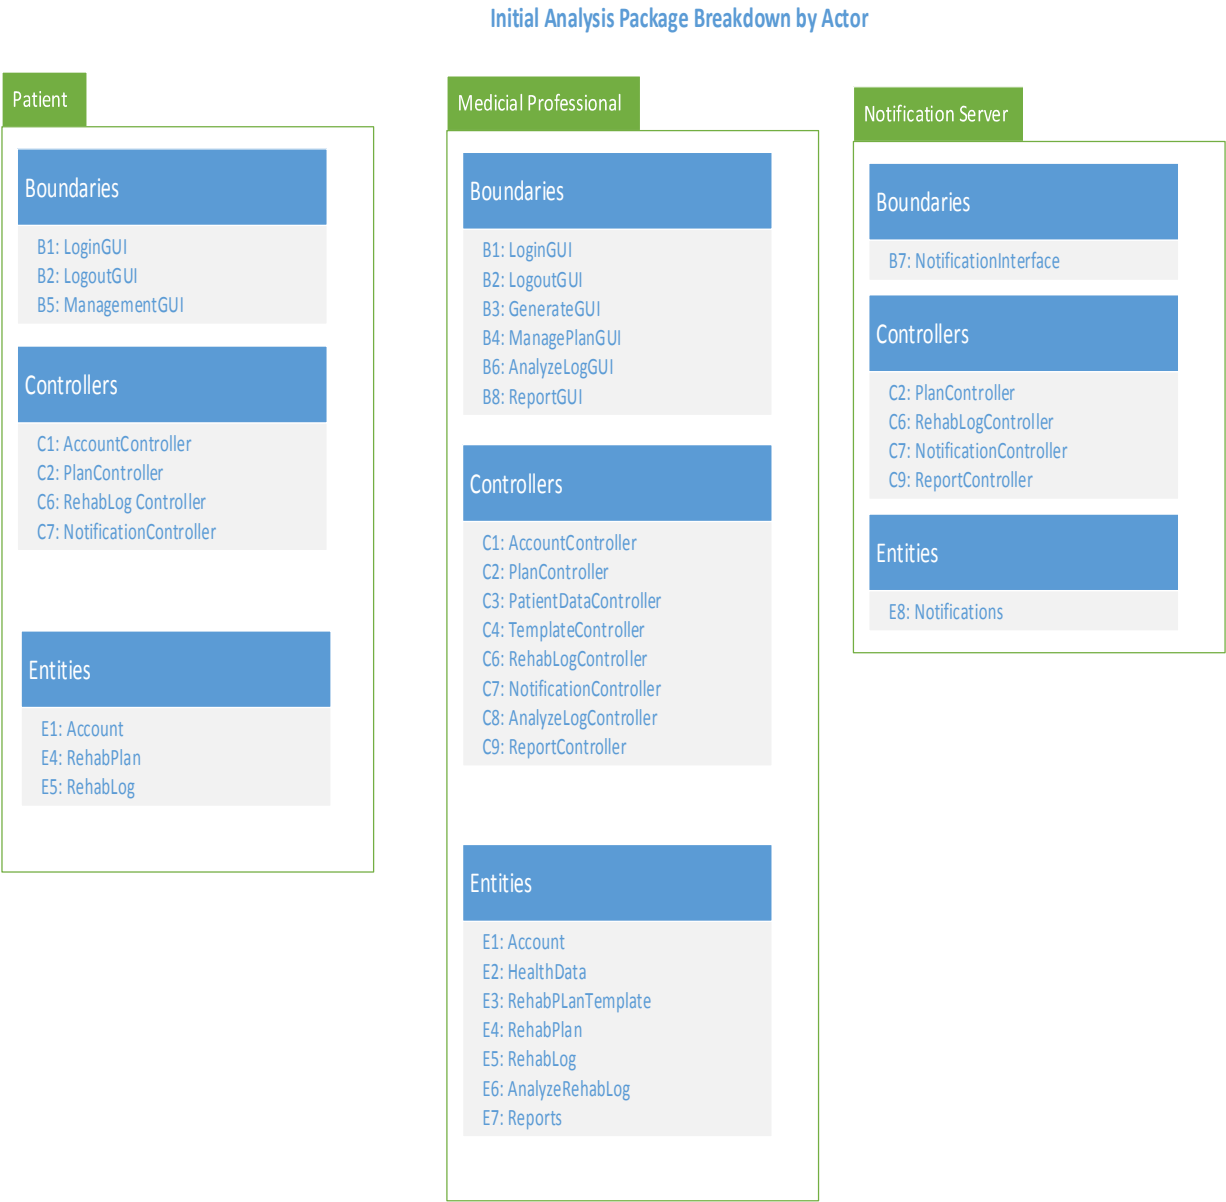 Initial Analysis Package Breakdown by Actor
Patient
Boundaries
B1: LoginGUI
B2: LogoutGUI
B5: ManagementGUI
Controllers
C1: AccountController
C2: PlanController
C6: RehabLog Controller
C7: NotificationController
Entities
E1: Account
E4: RehabPlan
E5: RehabLog
Medicial Professional
Boundaries
B1: LoginGUI
B2: LogoutGUI
B3: GenerateGUI
B4: ManagePlanGUI
B6: AnalyzeLogGUI
B8: ReportGUI
Controllers
C1: AccountController
C2: PlanController
C3: PatientDataController
C4: TemplateController
C6: RehabLogController
C7: NotificationController
C8: AnalyzeLogController
C9: ReportController
Entities
E1: Account
E2: HealthData
E3: RehabPLanTemplate
E4: RehabPlan
E5: RehabLog
E6: AnalyzeRehabLog
E7: Reports
Notification Server
Boundaries
B7: NotificationInterface
Controllers
C2: PlanController
C6: RehabLogController
C7: NotificationController
C9: ReportController
Entities
E8: Notifications